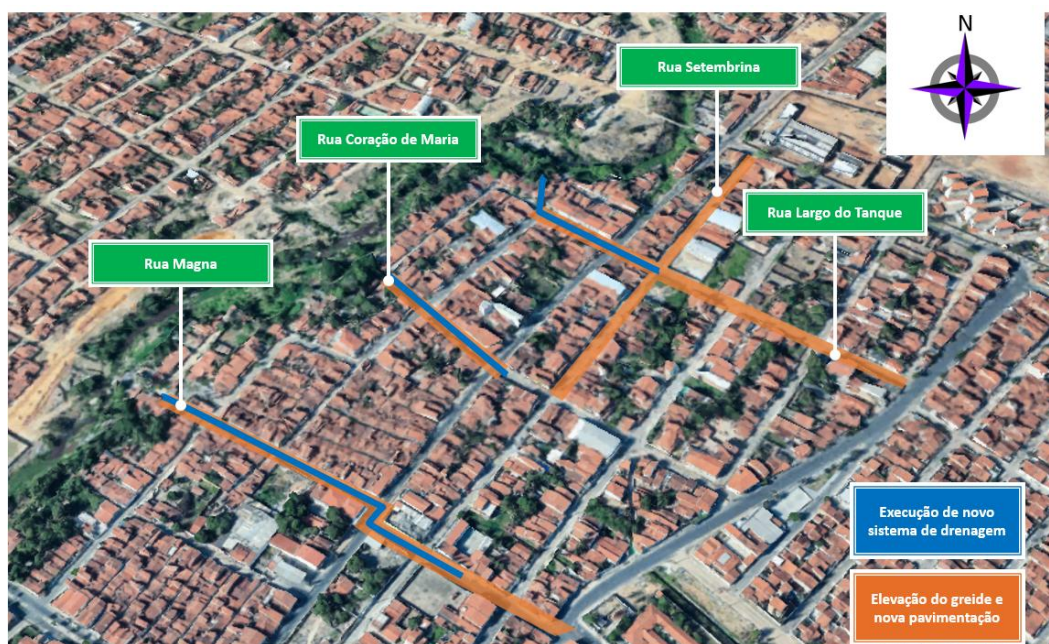 N
Rua Setembrina
Rua Coração de Maria
Rua Largo do Tanque
Rua Magna
Execução de novo
sistema de drenagem
Elevação do greide e
nova pavimentação